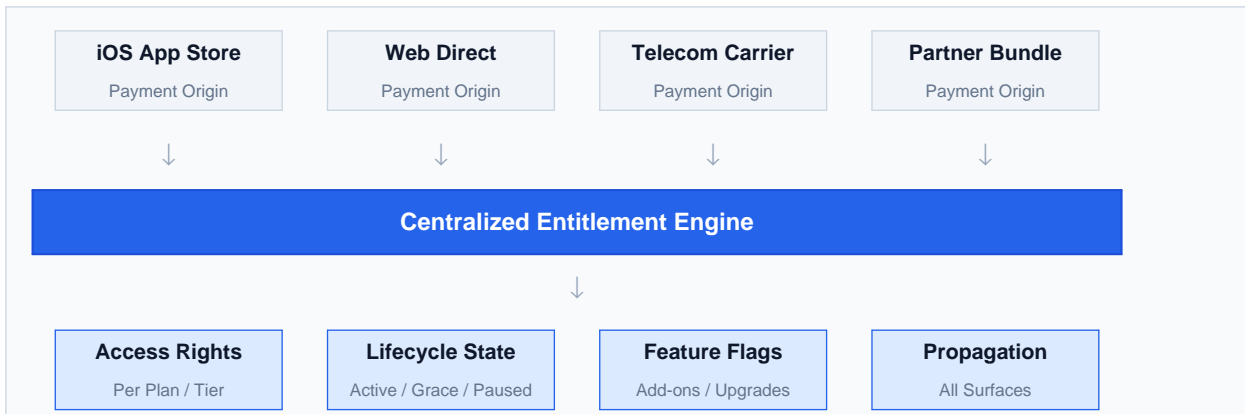 iOS App Store
Web Direct
Telecom Carrier
Partner Bundle
Payment Origin
Payment Origin
Payment Origin
Payment Origin
Centralized Entitlement Engine
Access Rights
Lifecycle State
Feature Flags
Propagation
Per Plan / Tier
Active / Grace / Paused
Add-ons / Upgrades
All Surfaces